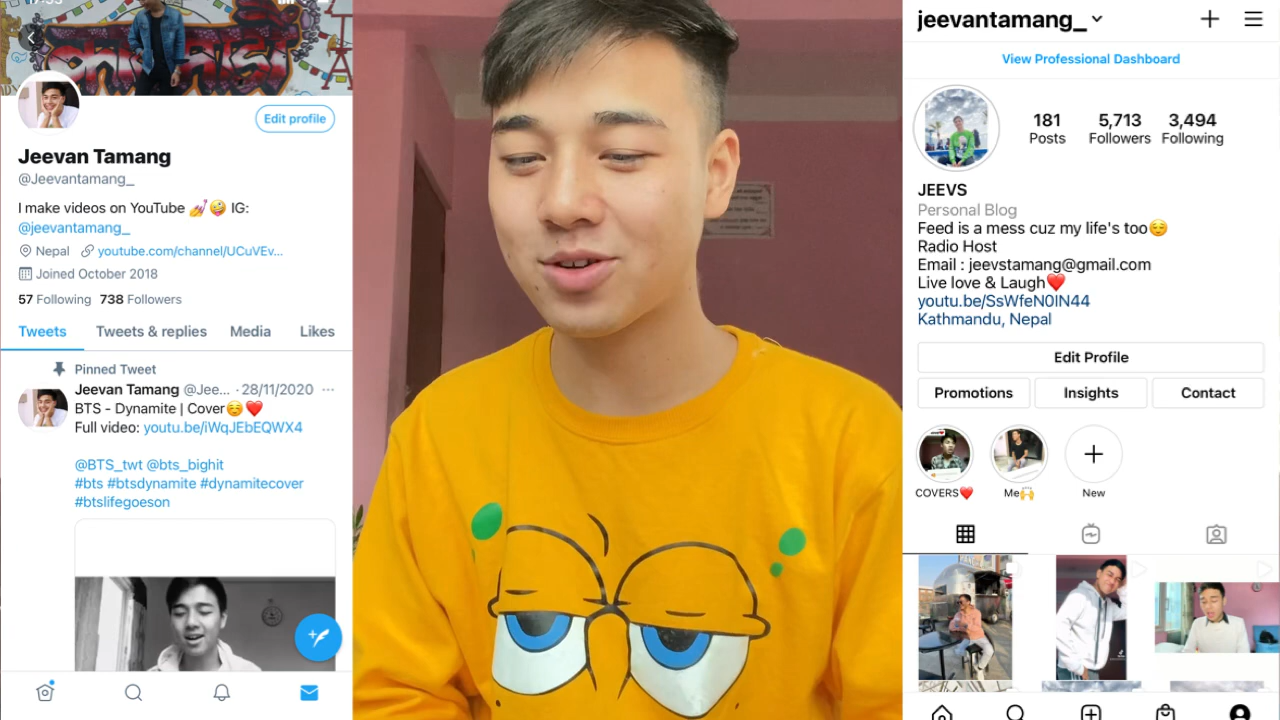 17:55
Edit profile
Jeevan Tamang
@Jeevantamang_
I make videos on YouTube 💅🤪 IG:
@jeevantamang_
Nepal youtube.com/channel/UCuVEv...
Joined October 2018
57 Following 738 Followers
Tweets Tweets & replies Media Likes
Pinned Tweet
Jeevan Tamang @Jee... · 28/11/2020 ···
BTS - Dynamite | Cover☺️❤️
Full video: youtu.be/iWqJEbEQWX4
@BTS_twt @bts_bighit
#bts #btsdynamite #dynamitecover
#btslifegoeson
jeevantamang_
View Professional Dashboard
181 5,713 3,494
Posts Followers Following
JEEVS
Personal Blog
Feed is a mess cuz my life's too😌
Radio Host
Email : jeevstamang@gmail.com
Live love & Laugh❤️
youtu.be/SsWfeN0lN44
Kathmandu, Nepal
Edit Profile
Promotions Insights Contact
COVERS❤️ Me🙌 New